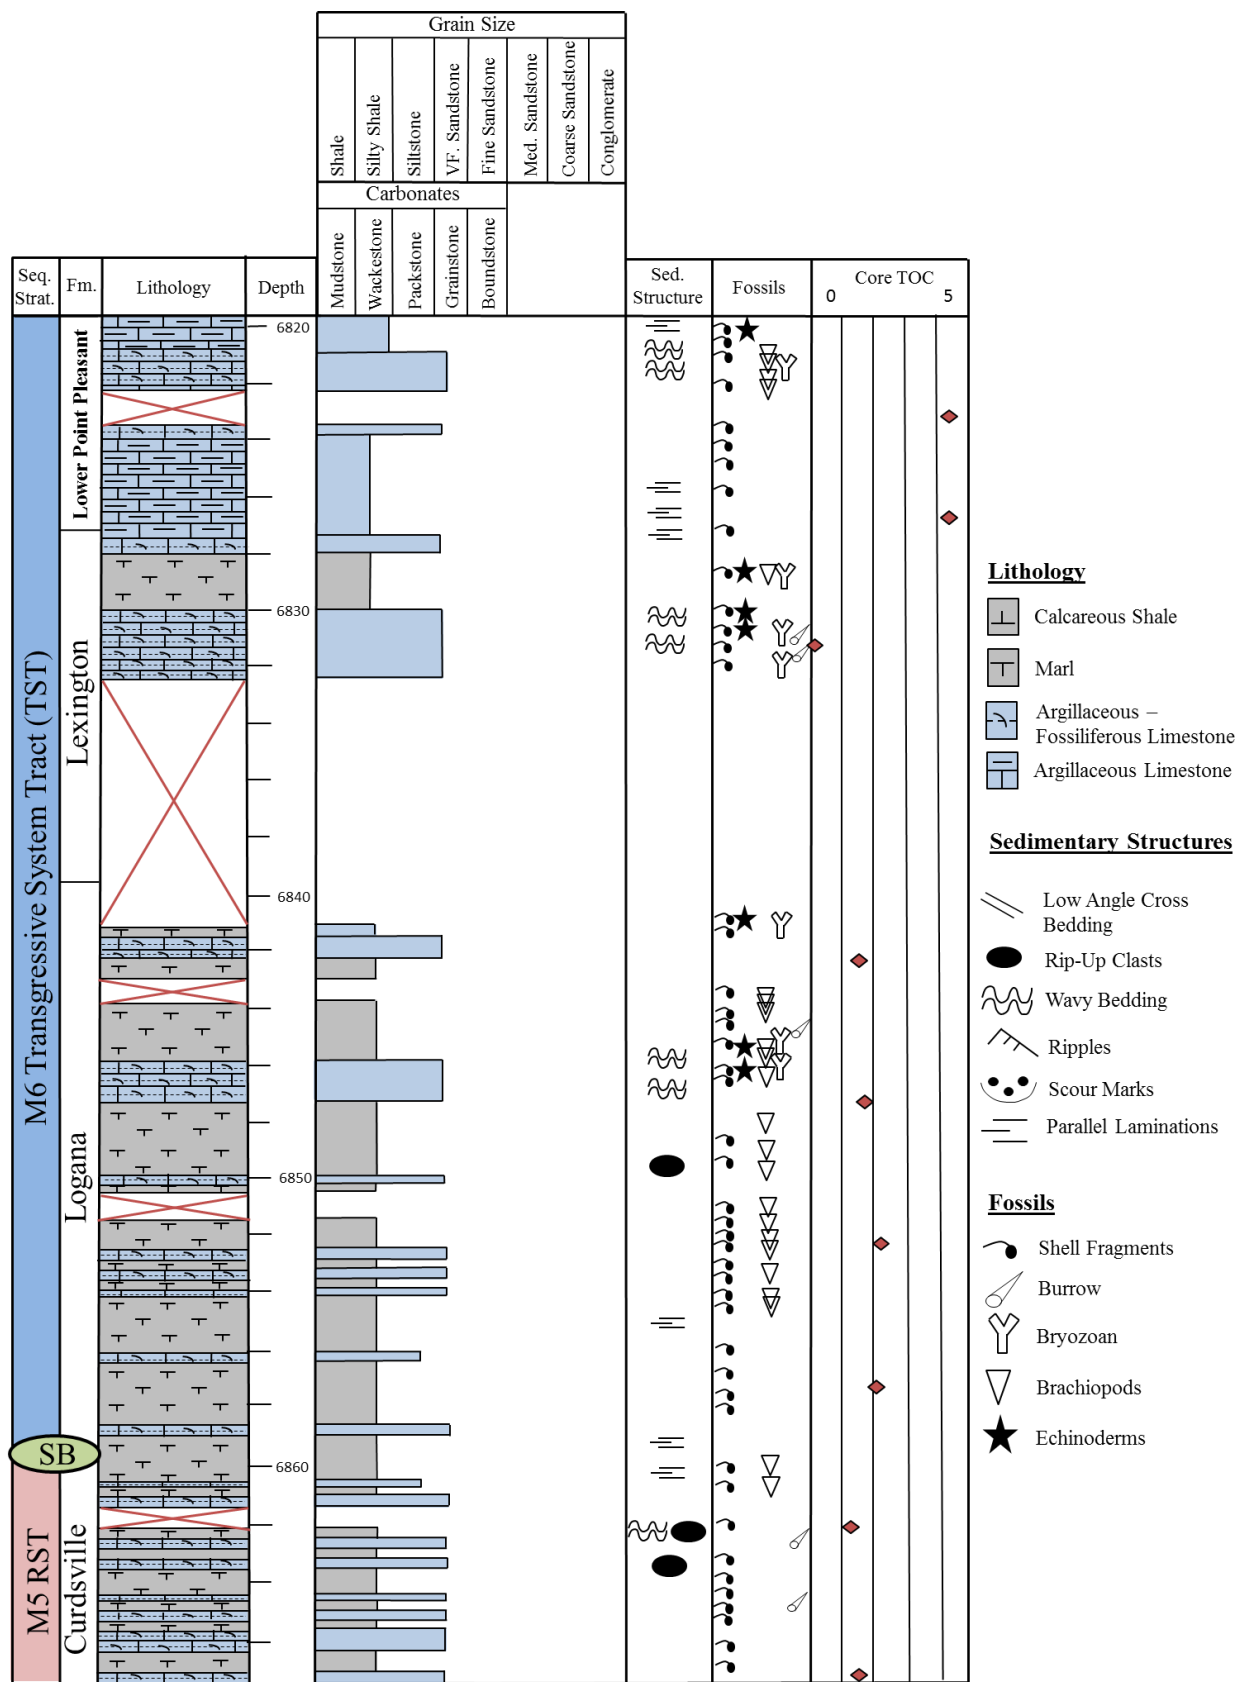 Grain Size
Shale
Silty Shale
Siltstone
VF. Sandstone
Fine Sandstone
Med. Sandstone
Coarse Sandstone
Conglomerate
Carbonates
Mudstone
Wackestone
Packstone
Grainstone
Boundstone
Seq.
Strat.
Fm.
Lithology
Depth
Sed.
Structure
Fossils
Core TOC
0
5
M6 Transgressive System Tract (TST)
SB
M5 RST
Lower Point Pleasant
Lexington
Logana
Curdsville
6820
6830
6840
6850
6860
Lithology
Calcareous Shale
Marl
Argillaceous –
Fossiliferous Limestone
Argillaceous Limestone
Sedimentary Structures
Low Angle Cross
Bedding
Rip-Up Clasts
Wavy Bedding
Ripples
Scour Marks
Parallel Laminations
Fossils
Shell Fragments
Burrow
Bryozoan
Brachiopods
Echinoderms